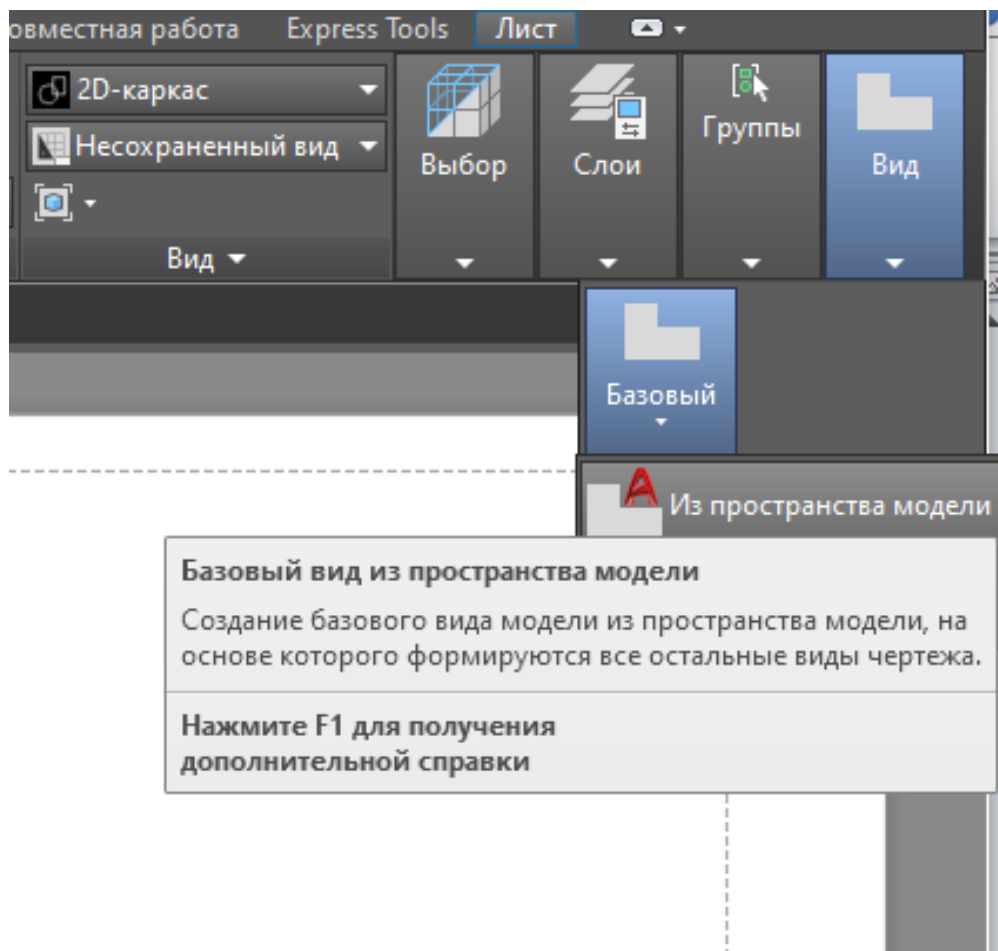 овместная работа Express Tools Лист
2D-каркас
Несохраненный вид
Выбор
Слои
Группы
Вид
Вид
Базовый
Из пространства модели
Базовый вид из пространства модели
Создание базового вида модели из пространства модели, на
основе которого формируются все остальные виды чертежа.
Нажмите F1 для получения
дополнительной справки